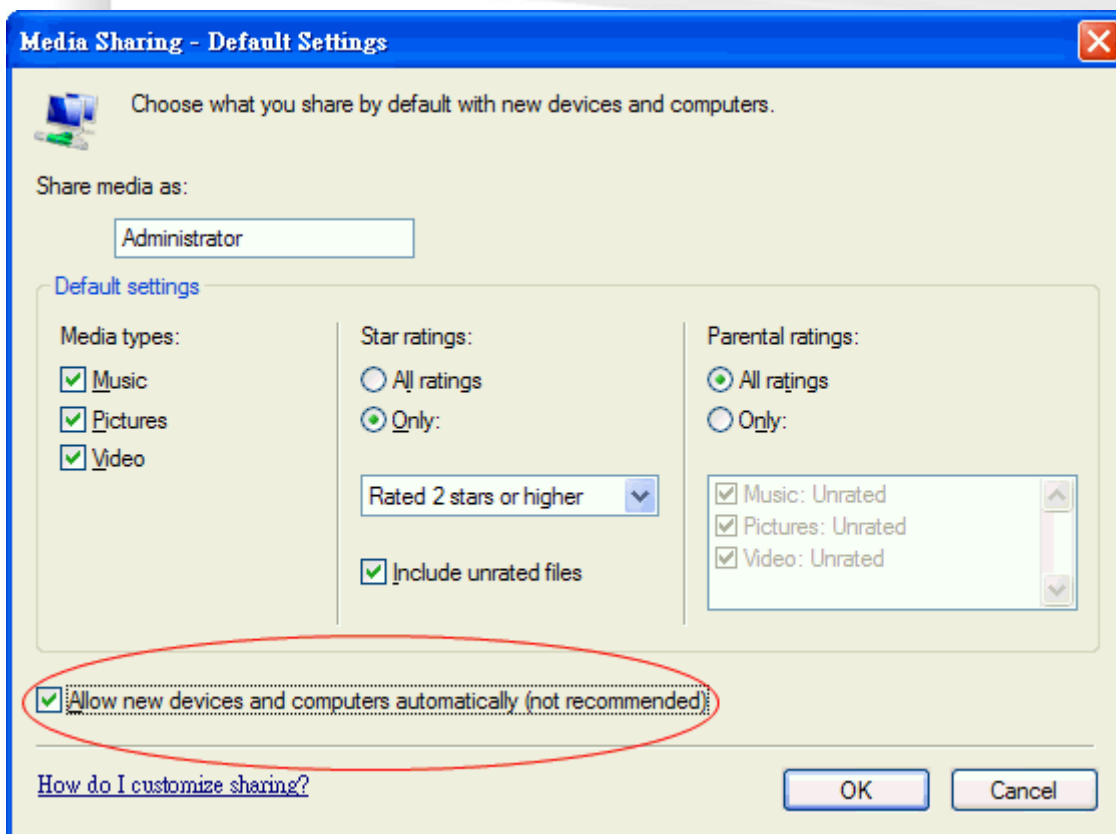 Media Sharing - Default Settings
Choose what you share by default with new devices and computers.
Share media as:
Administrator
Default settings
Media types:
Music
Pictures
Video
Star ratings:
All ratings
Only:
Rated 2 stars or higher
Include unrated files
Parental ratings:
All ratings
Only:
Music: Unrated
Pictures: Unrated
Video: Unrated
Allow new devices and computers automatically (not recommended)
How do I customize sharing?
OK
Cancel